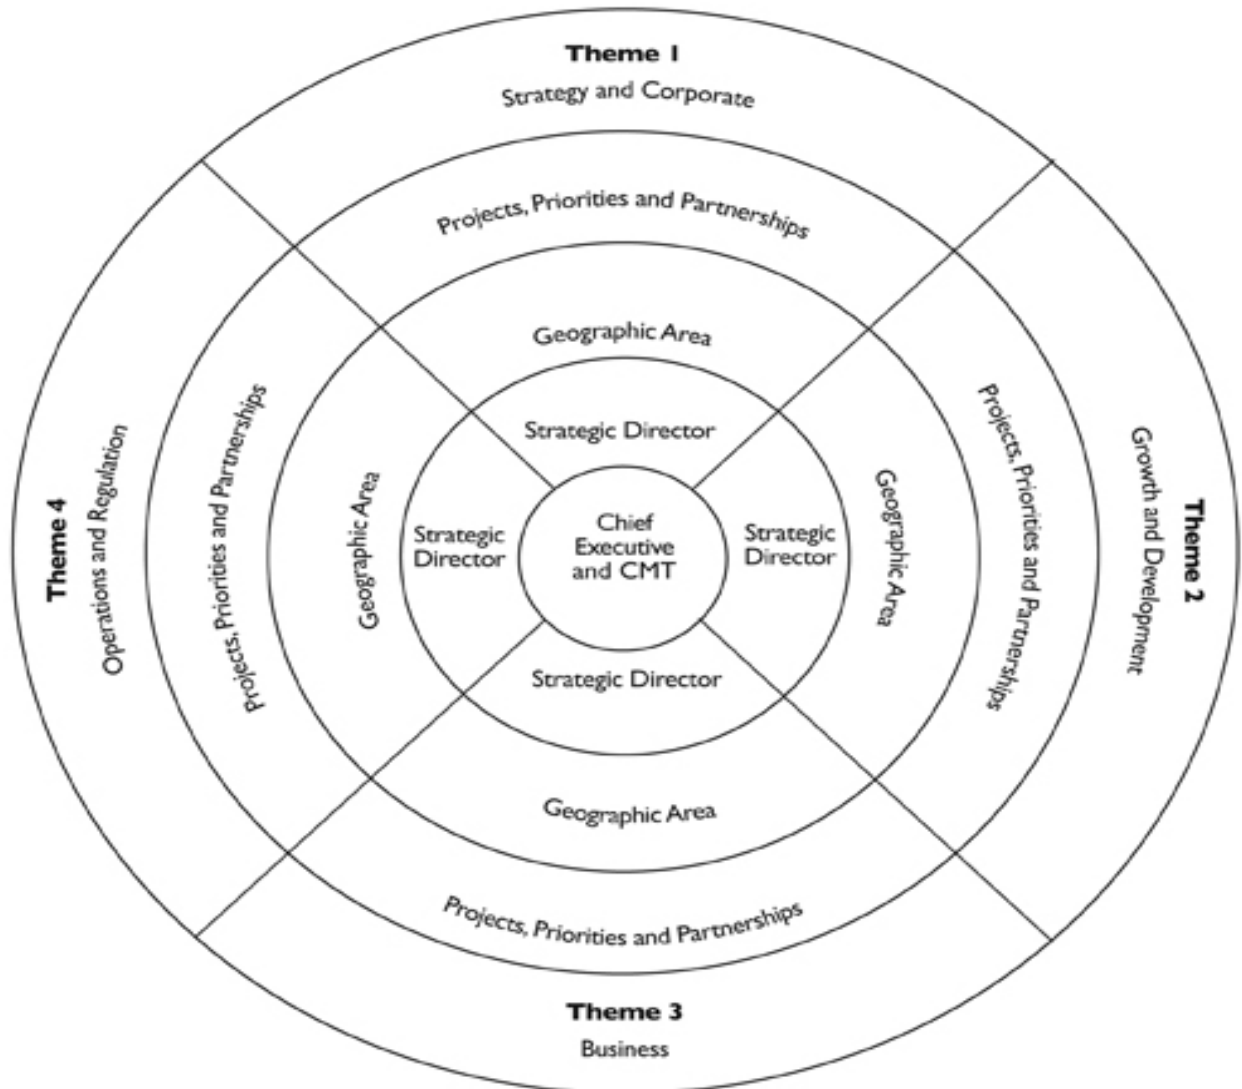 Theme 1
Strategy and Corporate
Projects, Priorities and Partnerships
Geographic Area
Strategic Director
Chief
Executive
and CMT
Strategic
Director
Geographic Area
Projects, Priorities and Partnerships
Growth and Development
Theme 2
Strategic Director
Geographic Area
Projects, Priorities and Partnerships
Theme 3
Business
Strategic
Director
Geographic Area
Projects, Priorities and Partnerships
Operations and Regulation
Theme 4